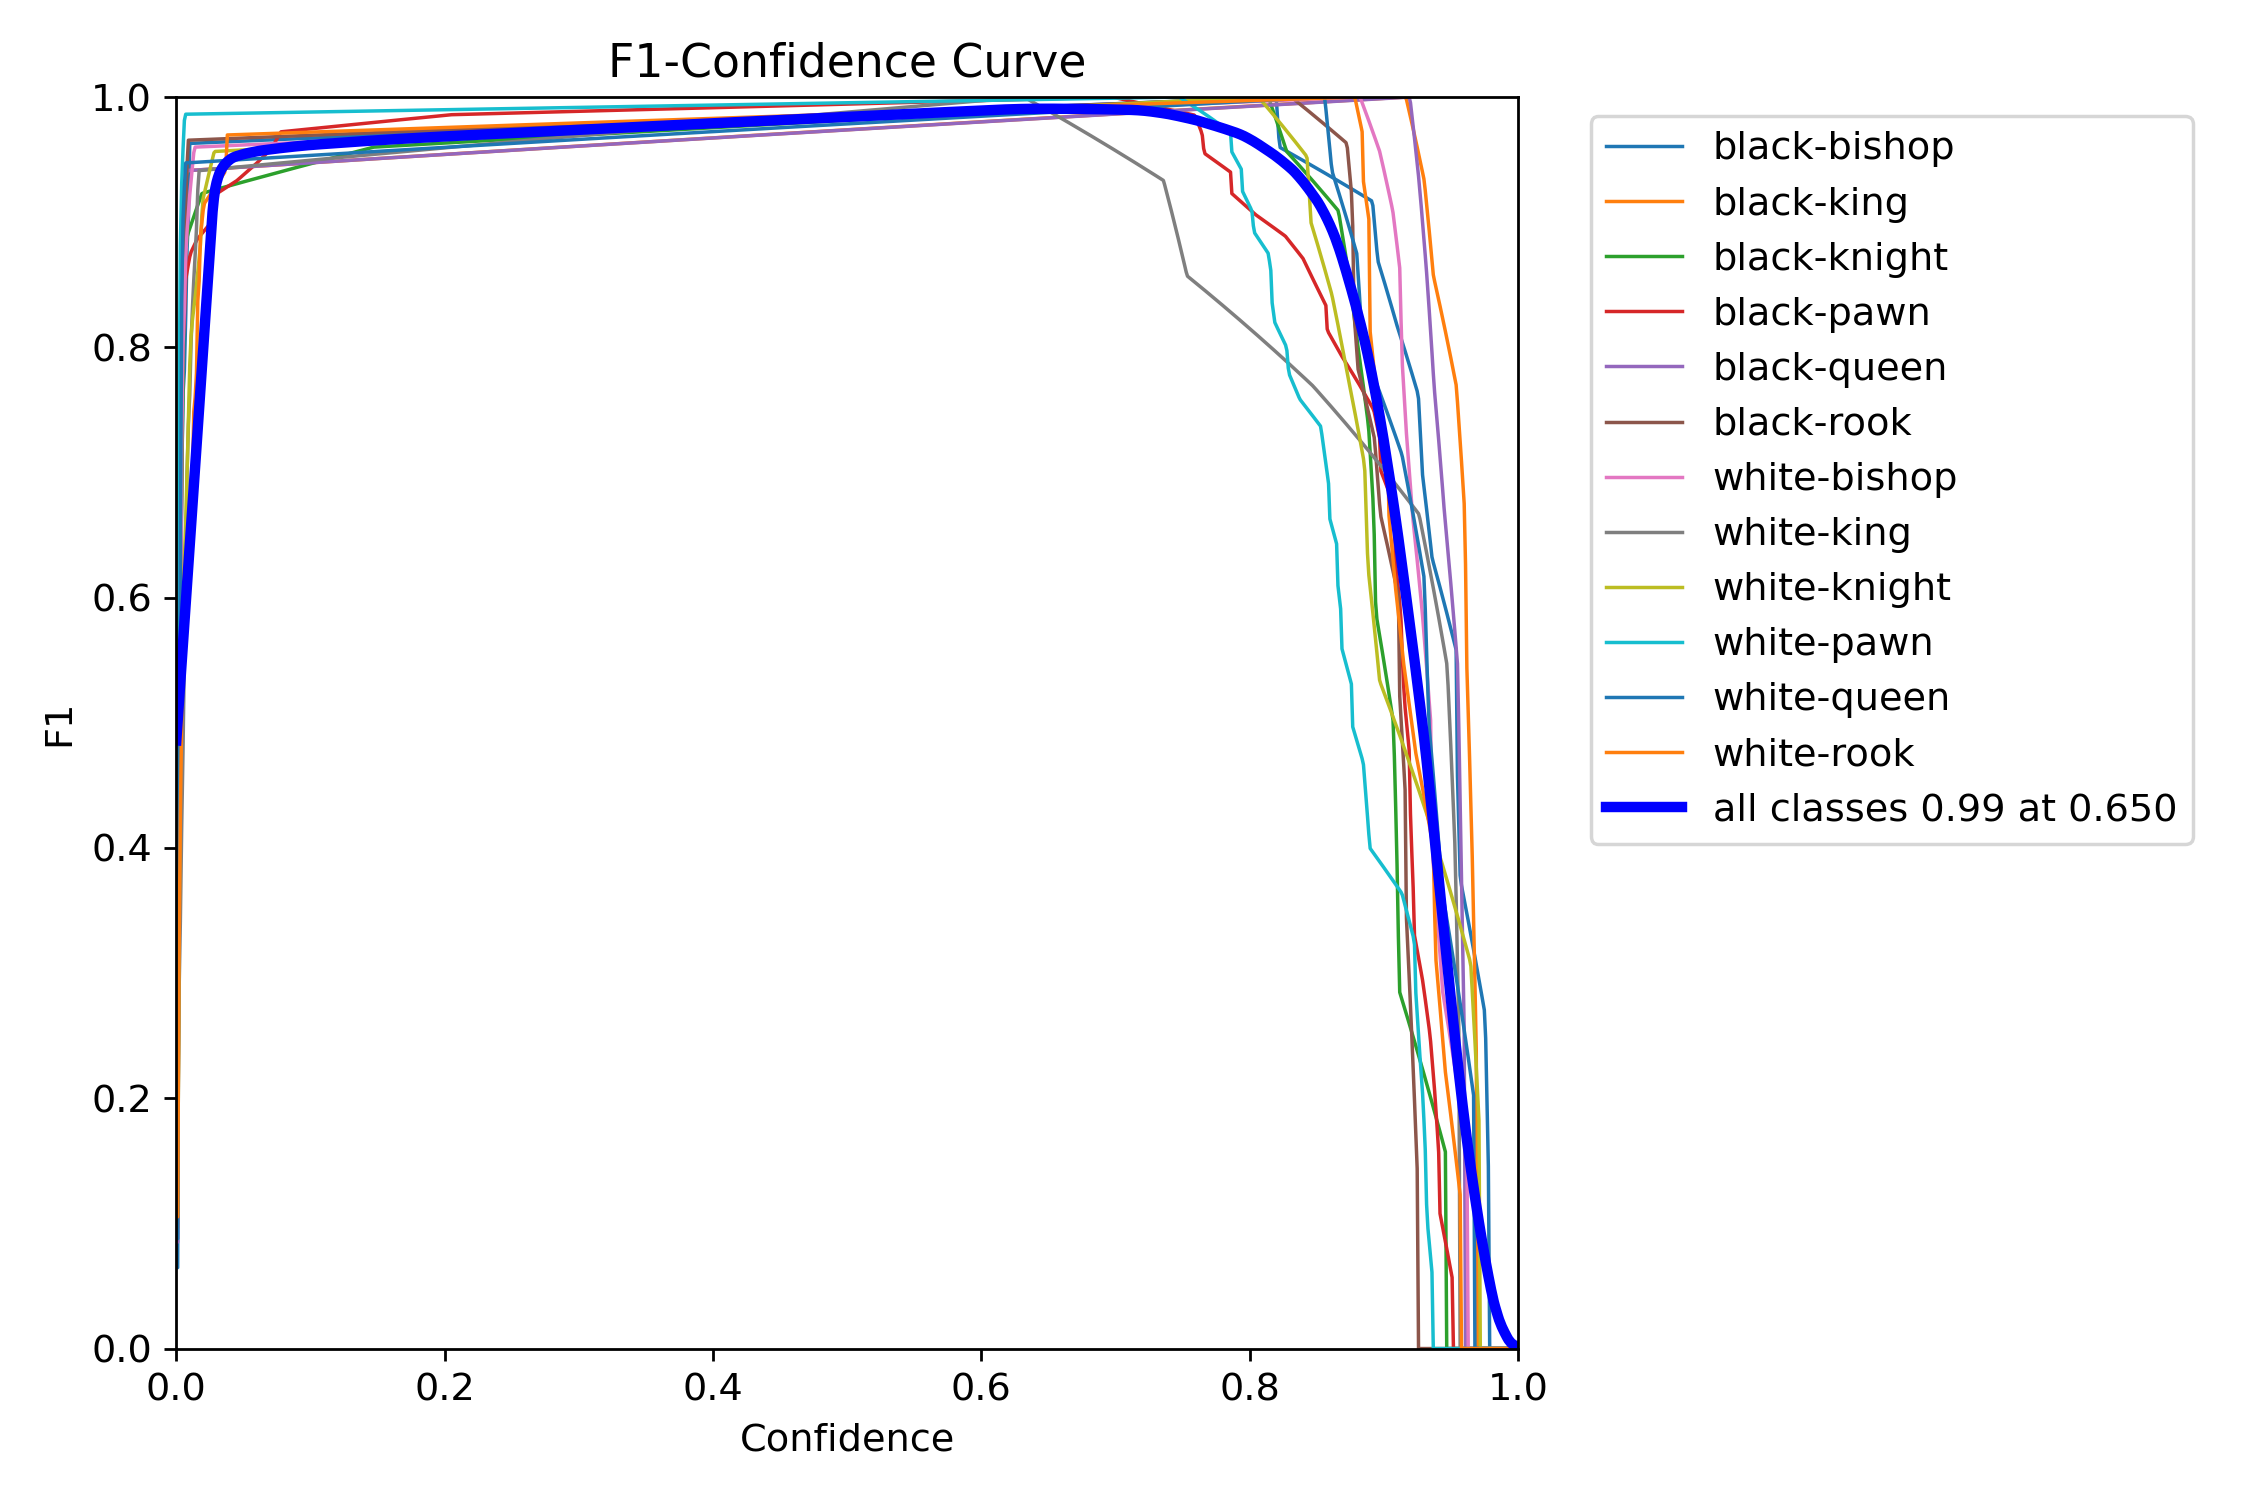 F1-Confidence Curve
1.0
0.8
0.6
0.4
0.2
0.0
F1
0.0 0.2 0.4 0.6 0.8 1.0
Confidence
black-bishop
black-king
black-knight
black-pawn
black-queen
black-rook
white-bishop
white-king
white-knight
white-pawn
white-queen
white-rook
all classes 0.99 at 0.650